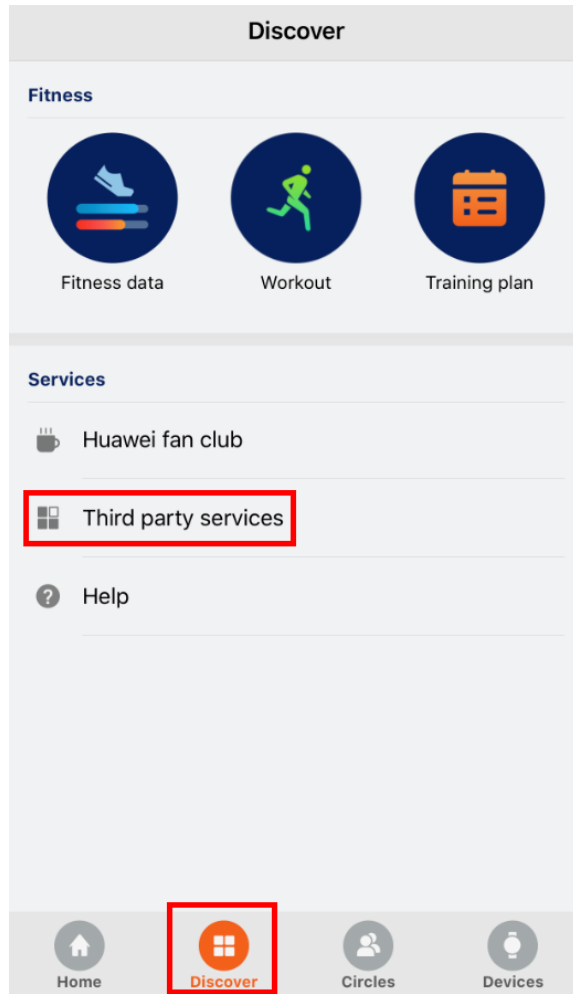 Discover
Fitness
Fitness data Workout Training plan
Services
Huawei fan club
Third party services
? Help
Home Discover Circles Devices